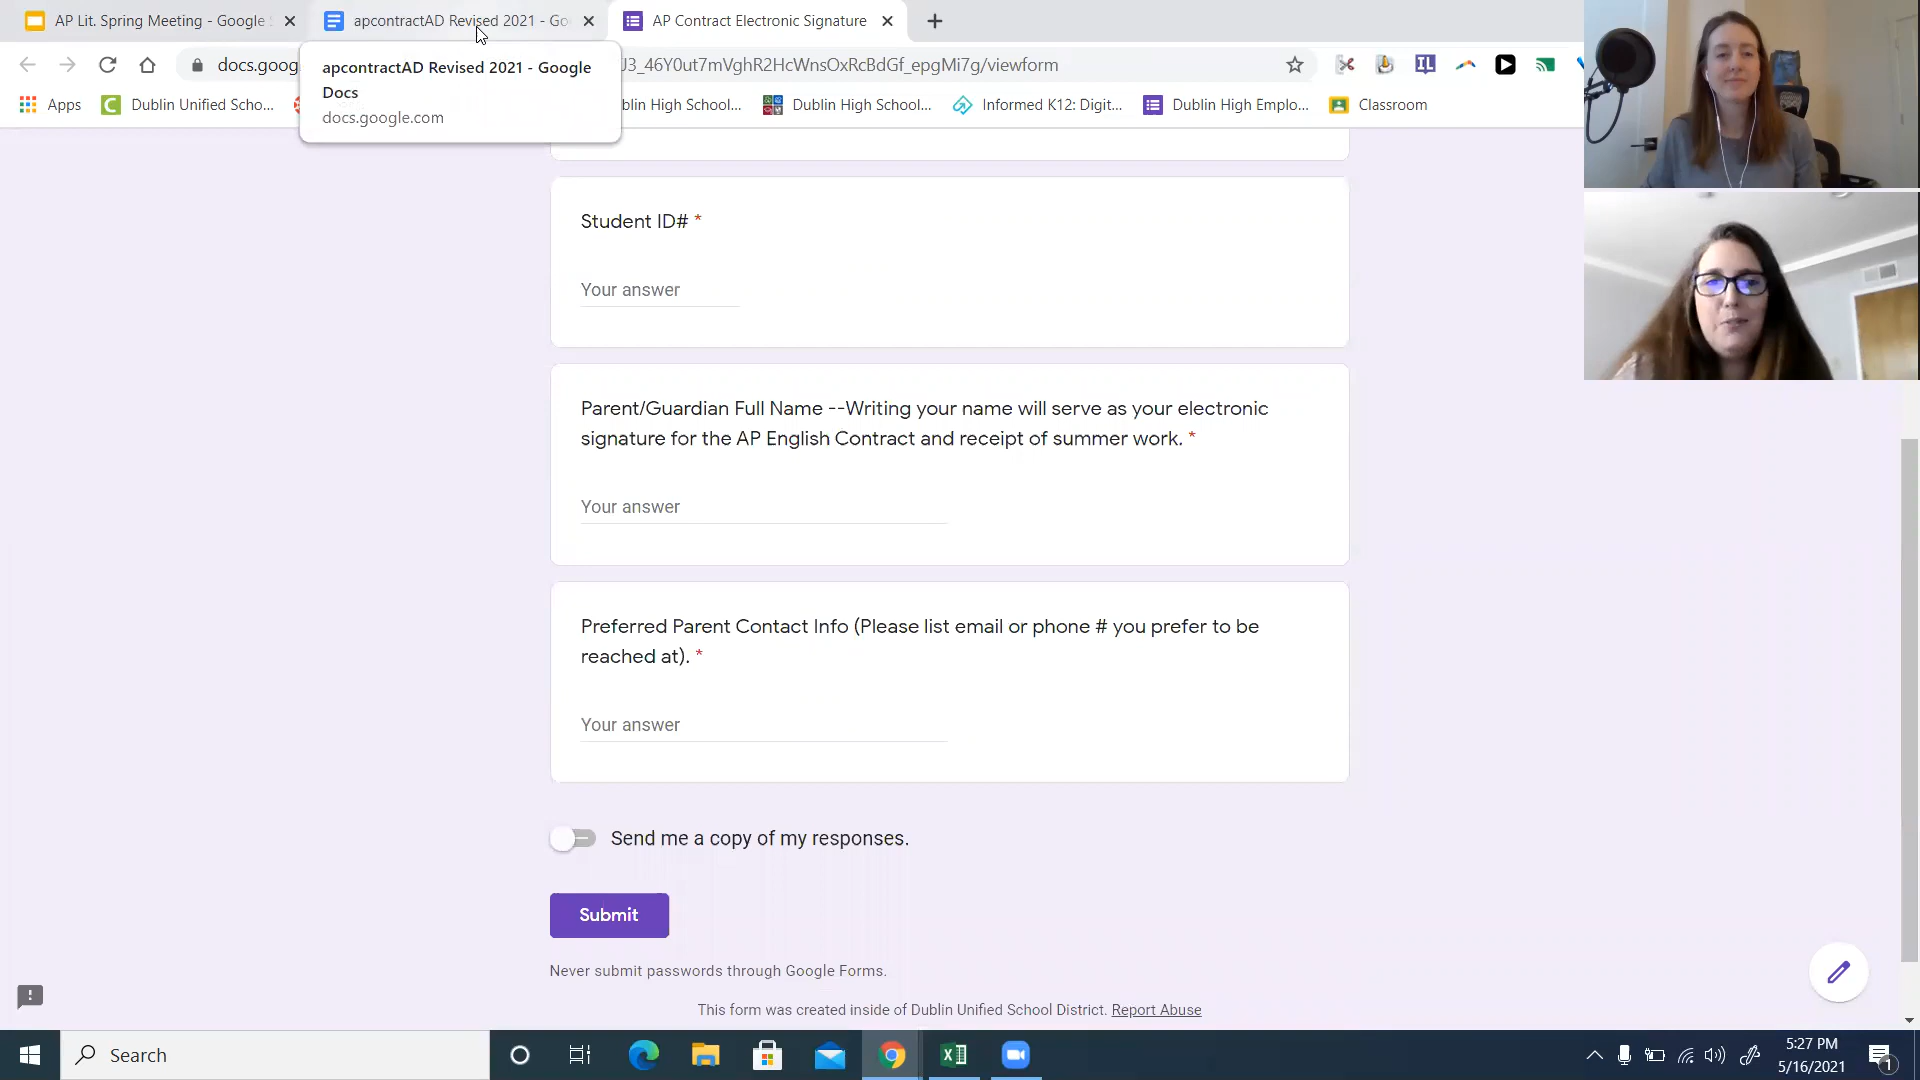 AP Lit. Spring Meeting - Google
apcontractAD Revised 2021 - Go
AP Contract Electronic Signature
docs.goog
J3_46Y0ut7mVghR2HcWnsOxRcBdGf_epgMi7g/viewform
apcontractAD Revised 2021 - Google
Docs
docs.google.com
Apps
Dublin Unified Scho...
blin High School...
Dublin High School...
Informed K12: Digit...
Dublin High Emplo...
Classroom
IL
Student ID# *
Your answer
Parent/Guardian Full Name --Writing your name will serve as your electronic
signature for the AP English Contract and receipt of summer work. *
Your answer
Preferred Parent Contact Info (Please list email or phone # you prefer to be
reached at). *
Your answer
Send me a copy of my responses.
Submit
Never submit passwords through Google Forms.
This form was created inside of Dublin Unified School District. Report Abuse
Search
5:27 PM
5/16/2021
1